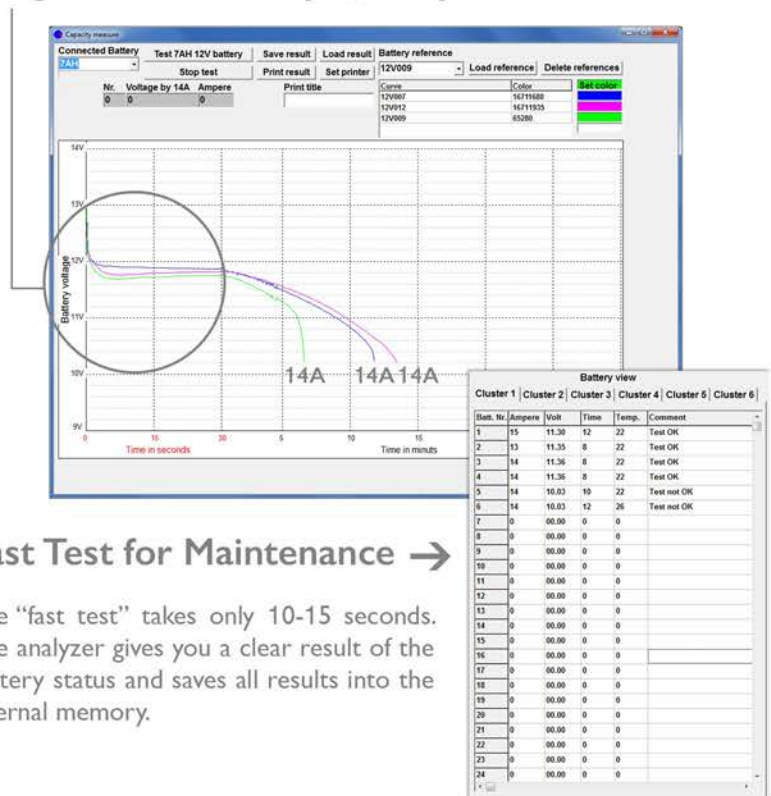 Capacity measure
Connected Battery Test 7AH 12V battery Save result Load result Battery reference
7AH Stop test Print result Set printer 12V009 Load reference Delete references
Nr. Voltage by 14A Ampere Print title Curve Color Set color
0 0 0 12V007 16711680
12V012 16711935
12V009 65280
14V
13V
12V
Battery voltage
11V
10V
14A 14A 14A
9V
0 15 30 5 10 15
Time in seconds Time in minuts
Battery view
Cluster 1 Cluster 2 Cluster 3 Cluster 4 Cluster 5 Cluster 6
Batt. Nr. Ampere Volt Time Temp. Comment
1 15 11.30 12 22 Test OK
2 13 11.35 8 22 Test OK
3 14 11.36 8 22 Test OK
4 14 11.36 8 22 Test OK
5 14 10.03 10 22 Test not OK
6 14 10.03 12 26 Test not OK
7 0 00.00 0 0
8 0 00.00 0 0
9 0 00.00 0 0
10 0 00.00 0 0
11 0 00.00 0 0
12 0 00.00 0 0
13 0 00.00 0 0
14 0 00.00 0 0
15 0 00.00 0 0
16 0 00.00 0 0
17 0 00.00 0 0
18 0 00.00 0 0
19 0 00.00 0 0
20 0 00.00 0 0
21 0 00.00 0 0
22 0 00.00 0 0
23 0 00.00 0 0
24 0 00.00 0 0
ast Test for Maintenance →
e “fast test” takes only 10-15 seconds.
e analyzer gives you a clear result of the
ttery status and saves all results into the
ernal memory.